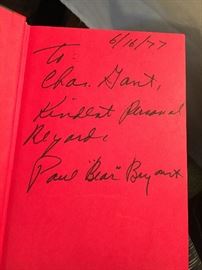 6/16/77
To:
Chas. Gant,
Kindest Personal
Regards,
Paul "Bear" Bryant